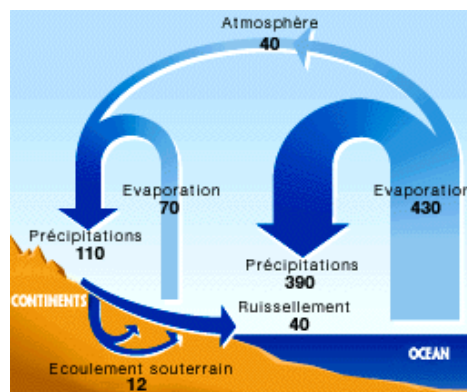 Atmosphère
40
Evaporation
70
Evaporation
430
Précipitations
110
Précipitations
390
CONTINENTS
Ruissellement
40
OCEAN
Ecoulement souterrain
12